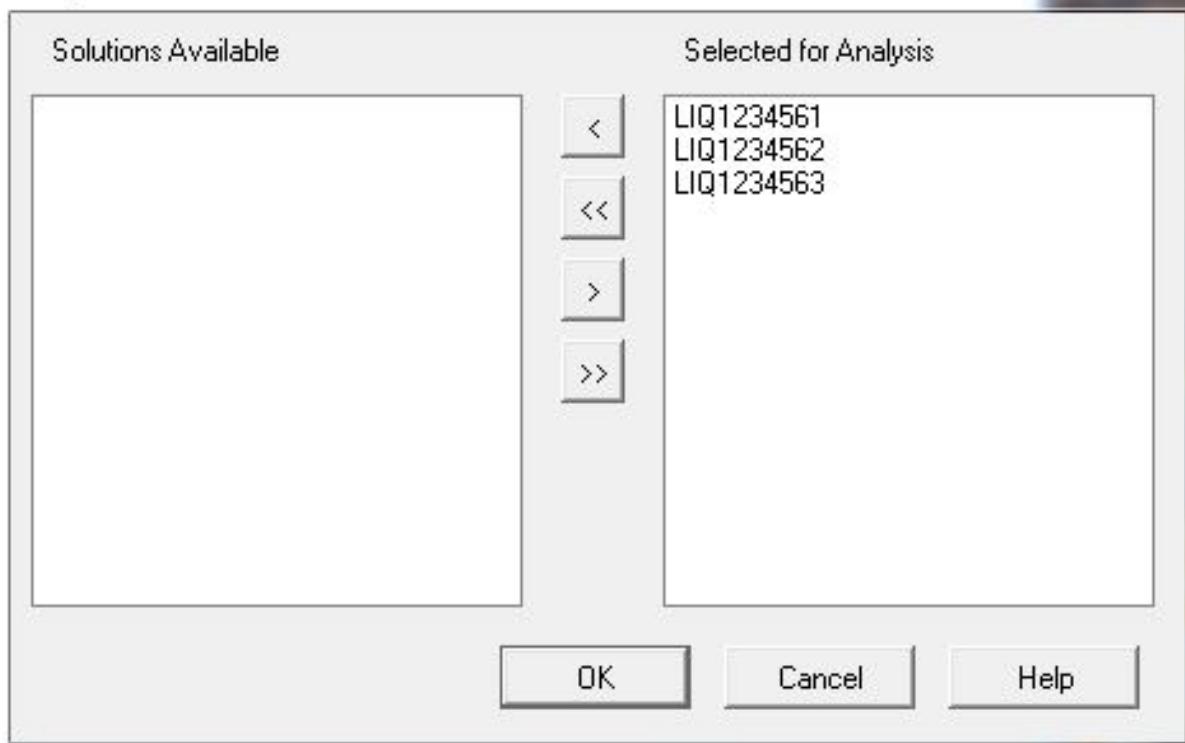 Solutions Available
Selected for Analysis
LIQ1234561
LIQ1234562
LIQ1234563
<
<<
>
>>
OK
Cancel
Help